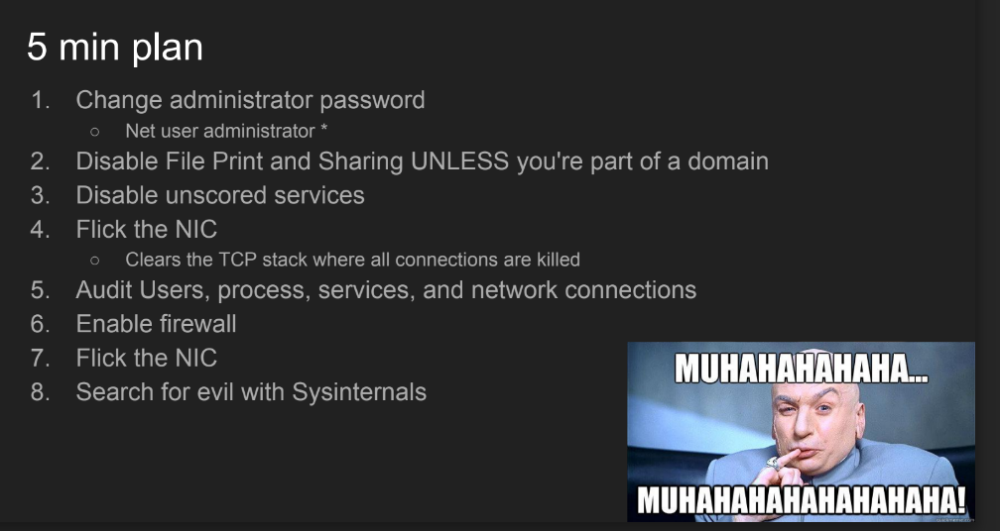 5 min plan
1. Change administrator password
○ Net user administrator *
2. Disable File Print and Sharing UNLESS you're part of a domain
3. Disable unscored services
4. Flick the NIC
○ Clears the TCP stack where all connections are killed
5. Audit Users, process, services, and network connections
6. Enable firewall
7. Flick the NIC
8. Search for evil with Sysinternals
MUHAHAHAHAHA...
MUHAHAHAHAHAHAHAHA!